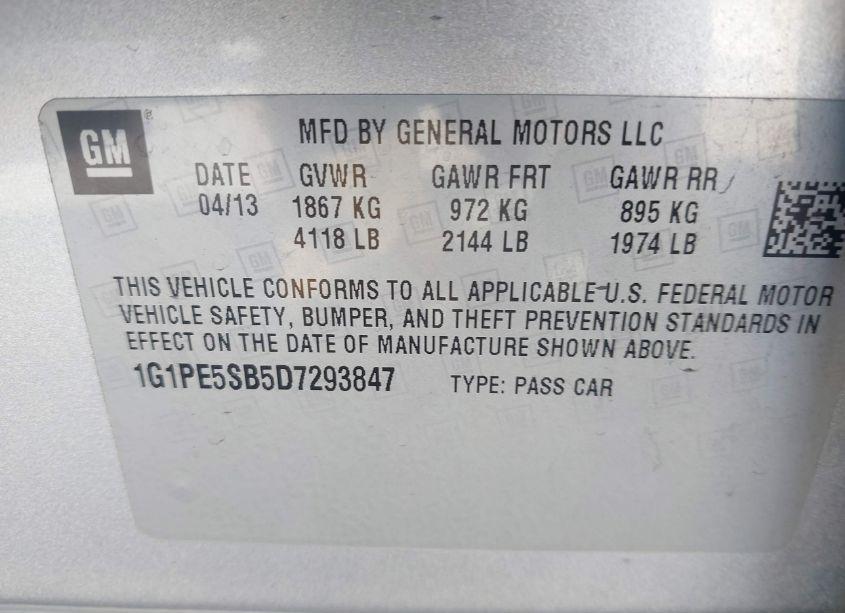 GM®
MFD BY GENERAL MOTORS LLC
DATE GVWR GAWR FRT GAWR RR
04/13 1867 KG 972 KG 895 KG
4118 LB 2144 LB 1974 LB
THIS VEHICLE CONFORMS TO ALL APPLICABLE U.S. FEDERAL MOTOR
VEHICLE SAFETY, BUMPER, AND THEFT PREVENTION STANDARDS IN
EFFECT ON THE DATE OF MANUFACTURE SHOWN ABOVE.
1G1PE5SB5D7293847 TYPE: PASS CAR